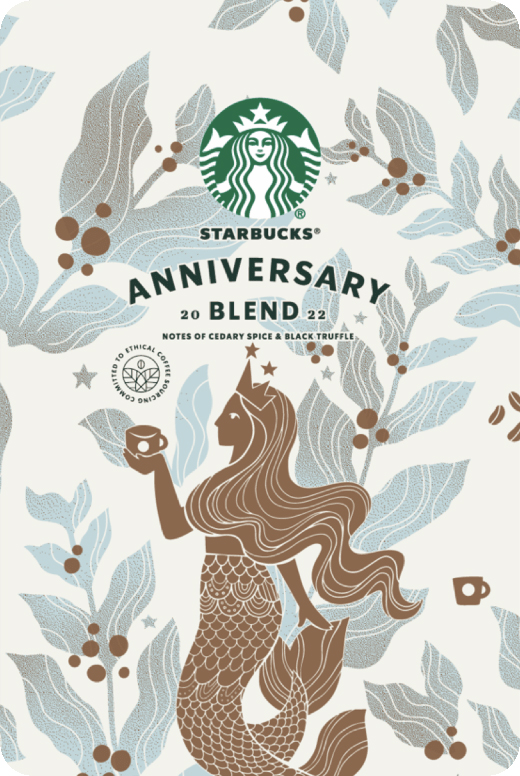 ®
STARBUCKS®
ANNIVERSARY
20 BLEND 22
NOTES OF CEDARY SPICE & BLACK TRUFFLE
COMMITTED TO ETHICAL COFFEE SOURCING